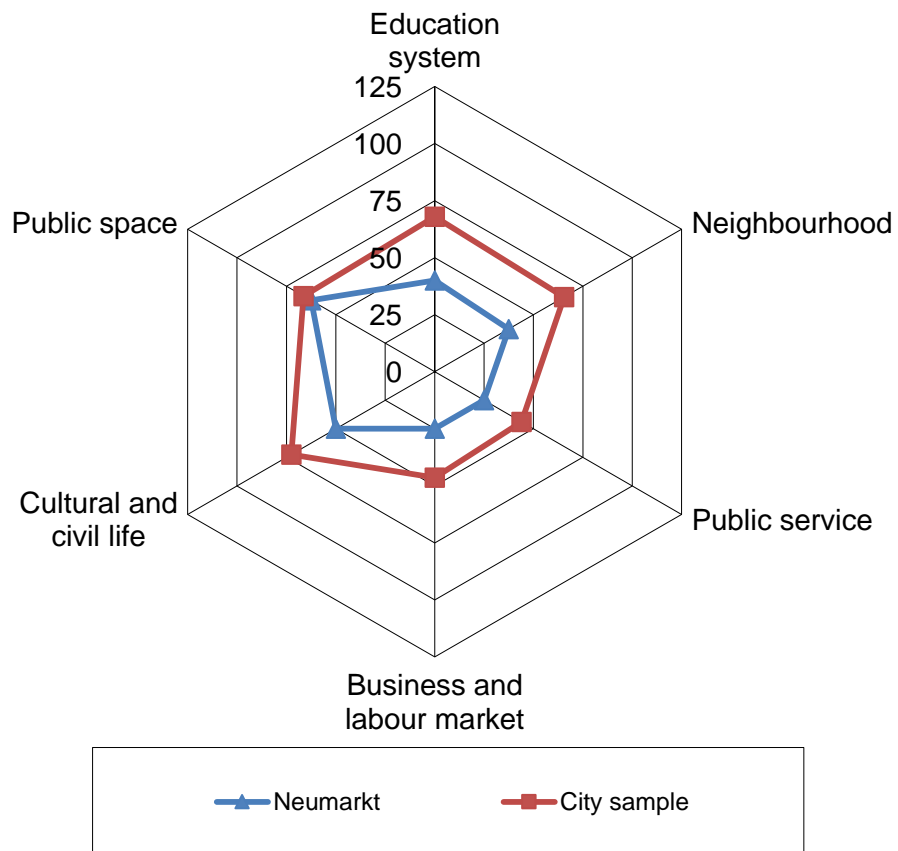 Education
system
125
100
75
50
25
0
Public space
Neighbourhood
Cultural and
civil life
Public service
Business and
labour market
Neumarkt
City sample